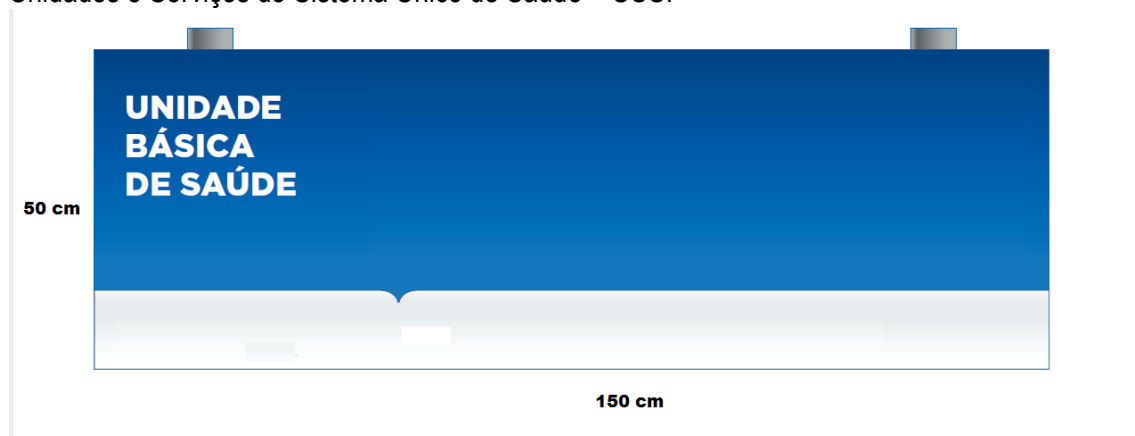 Unidades e Serviços do Sistema Único de Saúde – SUS.
UNIDADE
BÁSICA
DE SAÚDE
50 cm
150 cm